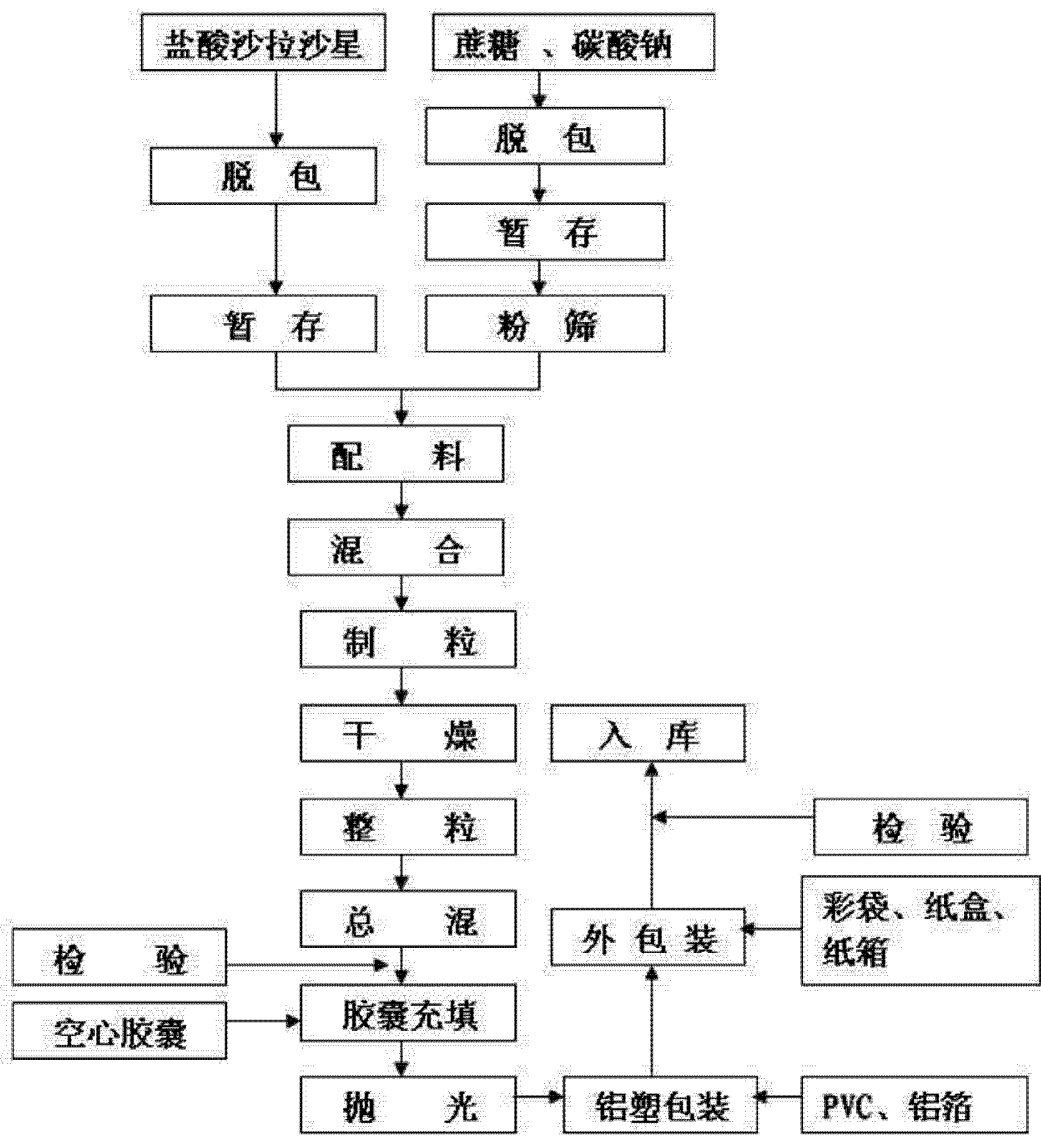 盐酸沙拉沙星
蔗糖 、碳酸钠
脱 包
脱 包
暂 存
暂 存
粉 筛
配 料
混 合
制 粒
干 燥
入 库
整 粒
检 验
总 混
彩袋、纸盒、
纸箱
外 包 装
检 验
胶囊充填
空心胶囊
抛 光
铝塑包装
PVC、铝箔